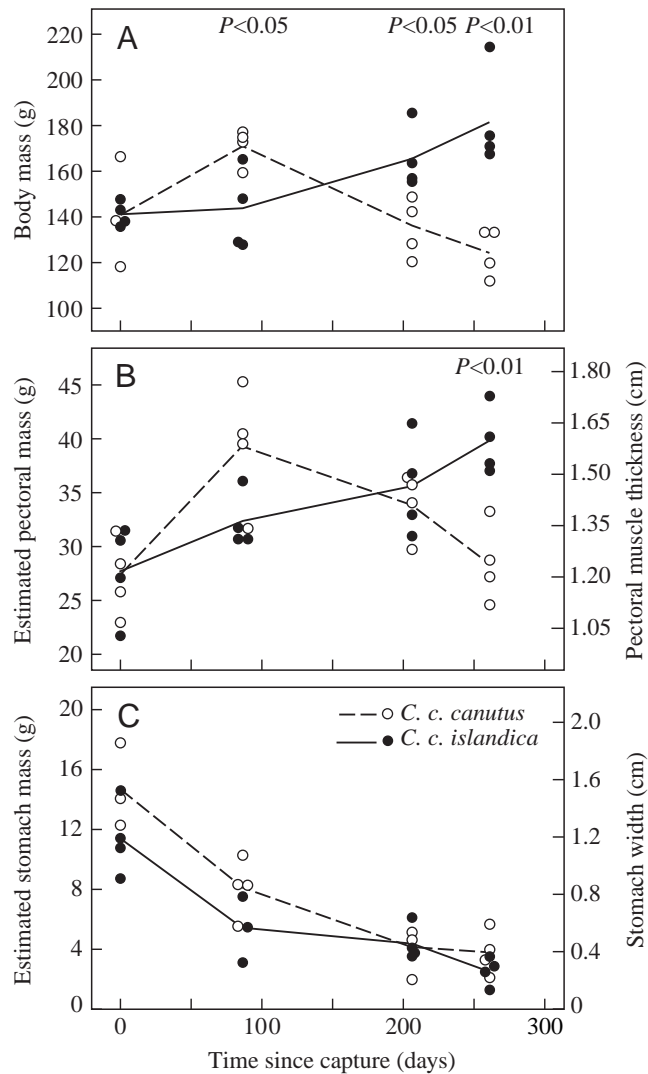 A
P<0.05
P<0.05 P<0.01
220
200
180
160
140
120
100
Body mass (g)
B
P<0.01
45
40
35
30
25
20
Estimated pectoral mass (g)
1.80
1.65
1.50
1.35
1.20
1.05
Pectoral muscle thickness (cm)
C
C. c. canutus
C. c. islandica
20
16
12
8
4
0
Estimated stomach mass (g)
2.0
1.6
1.2
0.8
0.4
0
Stomach width (cm)
0 100 200 300
Time since capture (days)